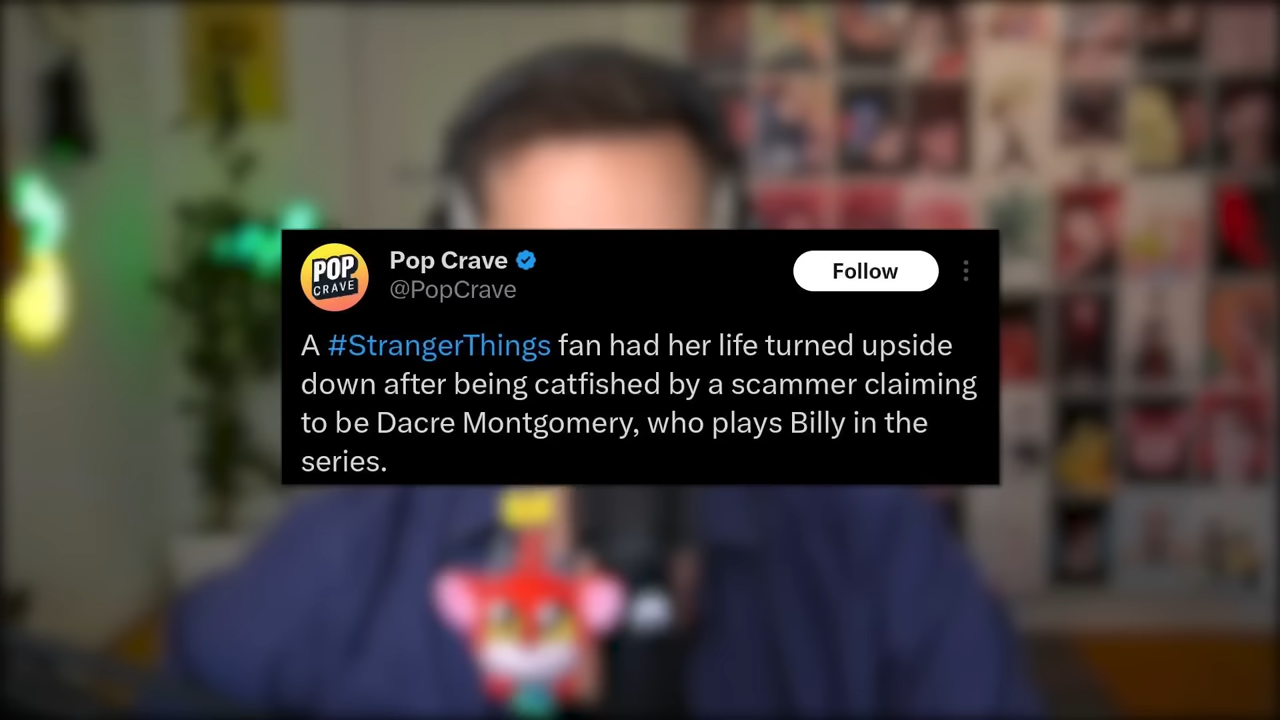 POP
CRAVE
Pop Crave
@PopCrave
Follow
A #StrangerThings fan had her life turned upside
down after being catfished by a scammer claiming
to be Dacre Montgomery, who plays Billy in the
series.